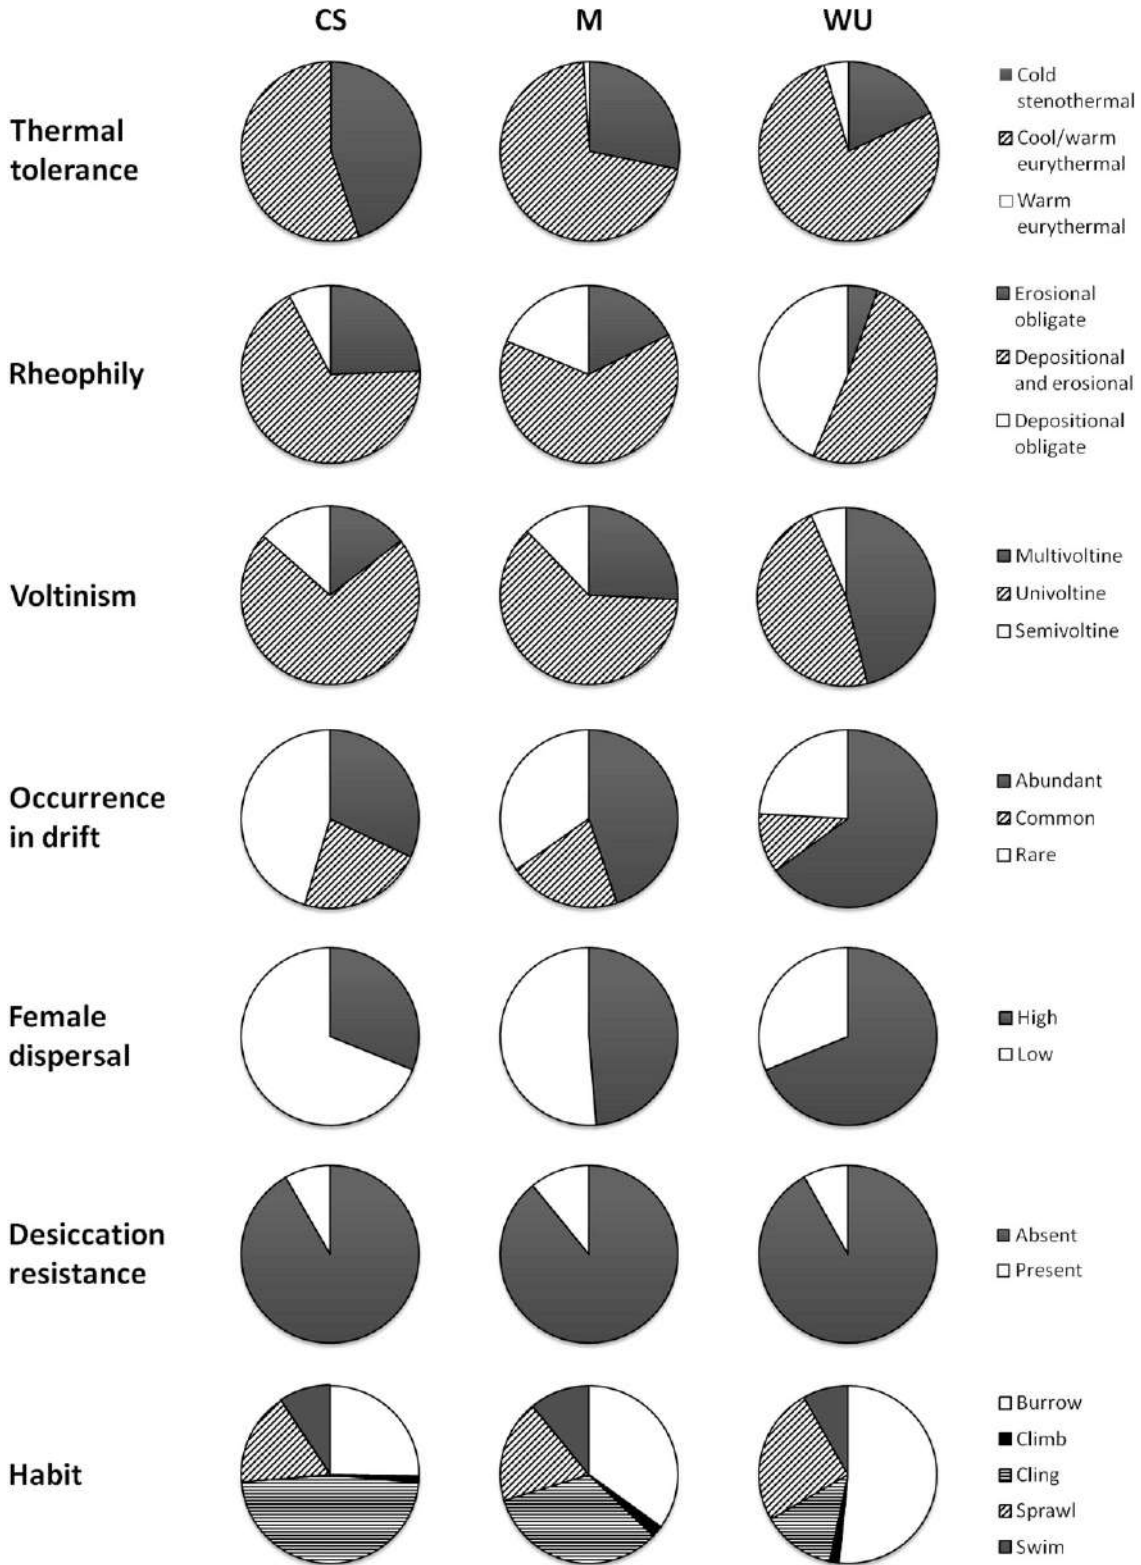 CS M WU
Thermal
tolerance
Cold
stenothermal
Cool/warm
eurythermal
Warm
eurythermal
Rheophily
Erosional
obligate
Depositional
and erosional
Depositional
obligate
Voltinism
Multivoltine
Univoltine
Semivoltine
Occurrence
in drift
Abundant
Common
Rare
Female
dispersal
High
Low
Desiccation
resistance
Absent
Present
Habit
Burrow
Climb
Cling
Sprawl
Swim